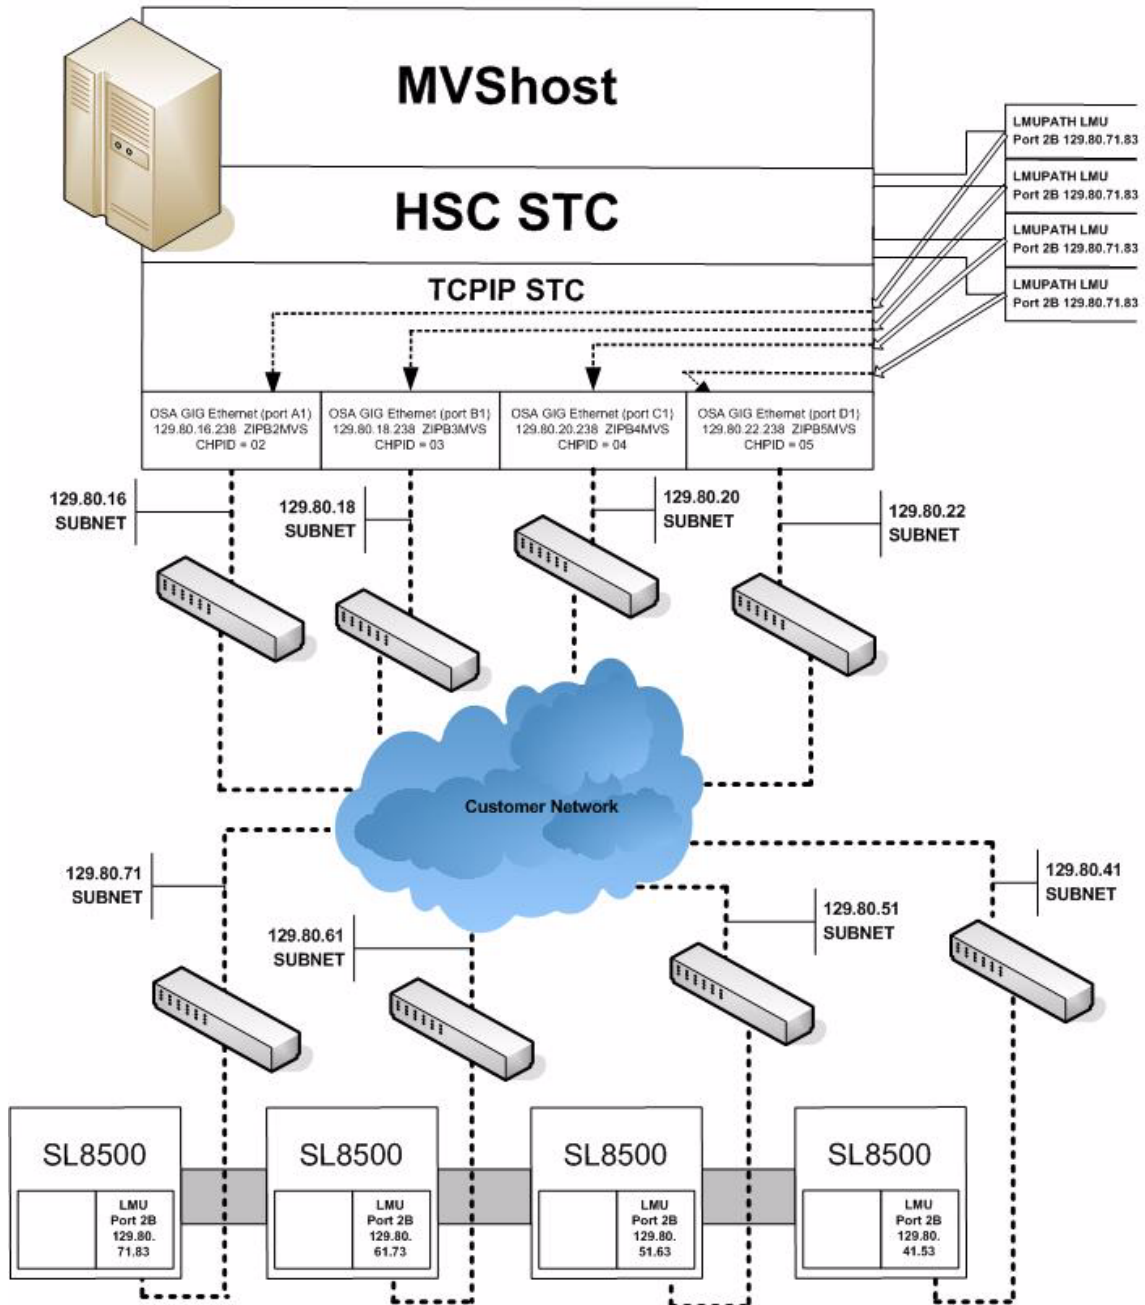 MVShost
HSC STC
TCPIP STC
LMUPATH LMU
Port 2B 129.80.71.83
LMUPATH LMU
Port 2B 129.80.71.83
LMUPATH LMU
Port 2B 129.80.71.83
LMUPATH LMU
Port 2B 129.80.71.83
OSA GIG Ethernet (port A1)
129.80.16.238 ZIPB2MVS
CHPID = 02
OSA GIG Ethernet (port B1)
129.80.18.238 ZIPB3MVS
CHPID = 03
OSA GIG Ethernet (port C1)
129.80.20.238 ZIPB4MVS
CHPID = 04
OSA GIG Ethernet (port D1)
129.80.22.238 ZIPB5MVS
CHPID = 05
129.80.16
SUBNET
129.80.18
SUBNET
129.80.20
SUBNET
129.80.22
SUBNET
Customer Network
129.80.71
SUBNET
129.80.61
SUBNET
129.80.51
SUBNET
129.80.41
SUBNET
SL8500
LMU
Port 2B
129.80.
71.83
SL8500
LMU
Port 2B
129.80.
61.73
SL8500
LMU
Port 2B
129.80.
51.63
SL8500
LMU
Port 2B
129.80.
41.53